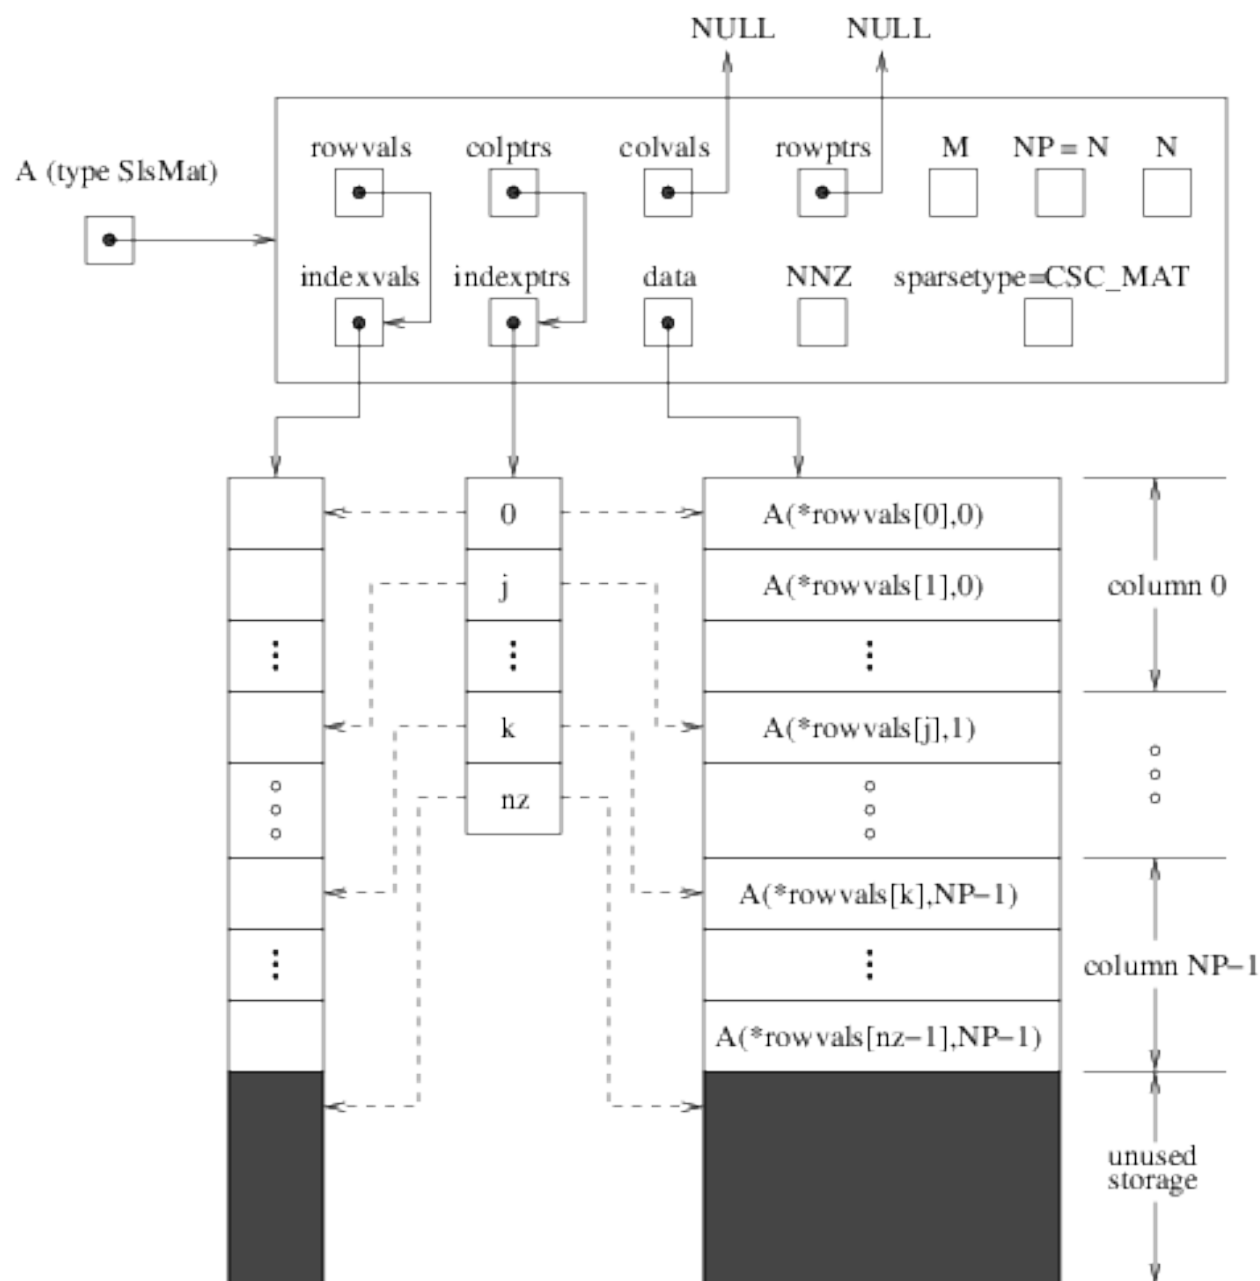 NULL NULL
rowvals colptrs colvals rowptrs M NP = N N
A (type SlsMat)
indexvals indexptrs data NNZ sparsetype=CSC_MAT
0 A(*rowvals[0],0)
j A(*rowvals[1],0) column 0
k A(*rowvals[j],1)
nz
A(*rowvals[k],NP−1)
column NP−1
A(*rowvals[nz−1],NP−1)
unused
storage